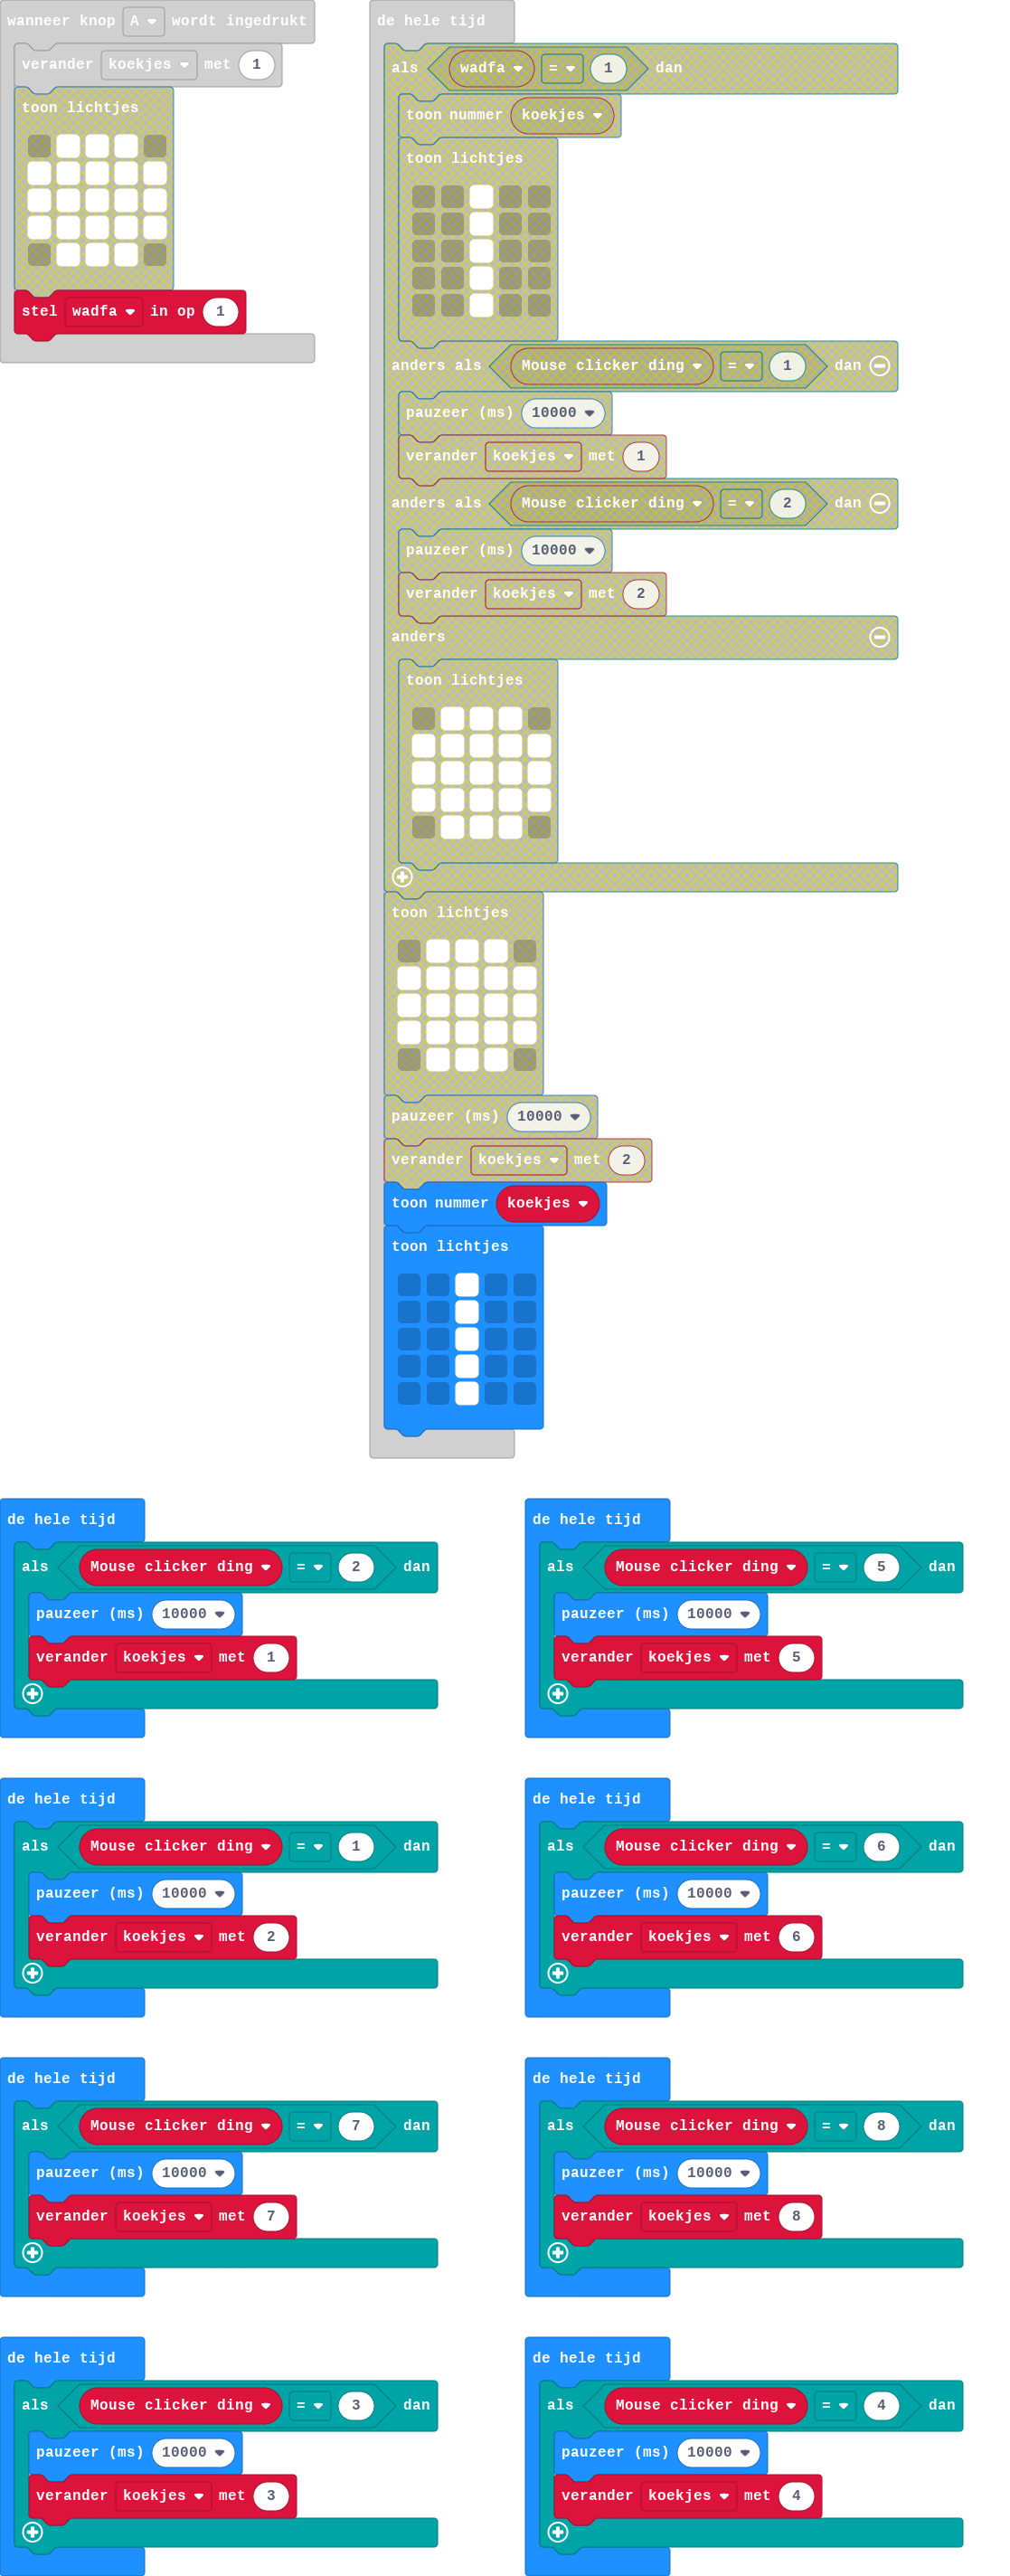 wanneer knop A wordt ingedrukt
verander koekjes met 1
toon lichtjes
stel wadfa in op 1
de hele tijd
als wadfa = 1 dan
toon nummer koekjes
toon lichtjes
anders als Mouse clicker ding = 1 dan
pauzeer (ms) 10000
verander koekjes met 1
anders als Mouse clicker ding = 2 dan
pauzeer (ms) 10000
verander koekjes met 2
anders
toon lichtjes
toon lichtjes
pauzeer (ms) 10000
verander koekjes met 2
toon nummer koekjes
toon lichtjes
de hele tijd
als Mouse clicker ding = 2 dan
pauzeer (ms) 10000
verander koekjes met 1
de hele tijd
als Mouse clicker ding = 5 dan
pauzeer (ms) 10000
verander koekjes met 5
de hele tijd
als Mouse clicker ding = 1 dan
pauzeer (ms) 10000
verander koekjes met 2
de hele tijd
als Mouse clicker ding = 6 dan
pauzeer (ms) 10000
verander koekjes met 6
de hele tijd
als Mouse clicker ding = 7 dan
pauzeer (ms) 10000
verander koekjes met 7
de hele tijd
als Mouse clicker ding = 8 dan
pauzeer (ms) 10000
verander koekjes met 8
de hele tijd
als Mouse clicker ding = 3 dan
pauzeer (ms) 10000
verander koekjes met 3
de hele tijd
als Mouse clicker ding = 4 dan
pauzeer (ms) 10000
verander koekjes met 4